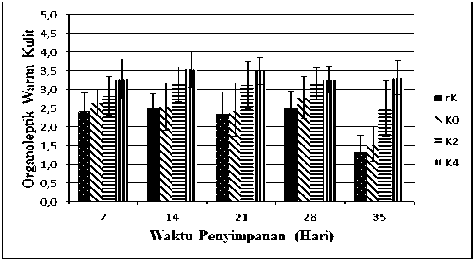 5,0
4,5
4,0
3,5
3,0
2,5
2,0
1,5
1,0
0,5
0,0
Organoleptik Warna Kulit
7 14 21 28 35
Waktu Penyimpanan (Hari)
rK
K0
K2
K4